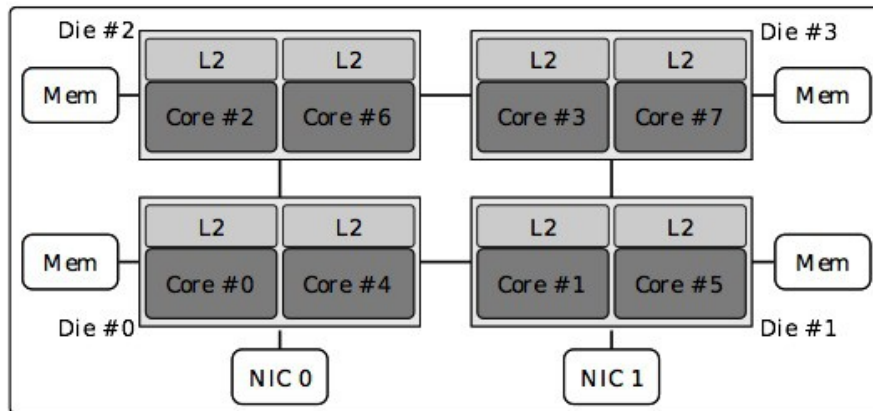 Die #2
Die #3
L2 L2 L2 L2
Mem Core #2 Core #6 Core #3 Core #7 Mem
L2 L2 L2 L2
Mem Core #0 Core #4 Core #1 Core #5 Mem
Die #0
Die #1
NIC 0 NIC 1